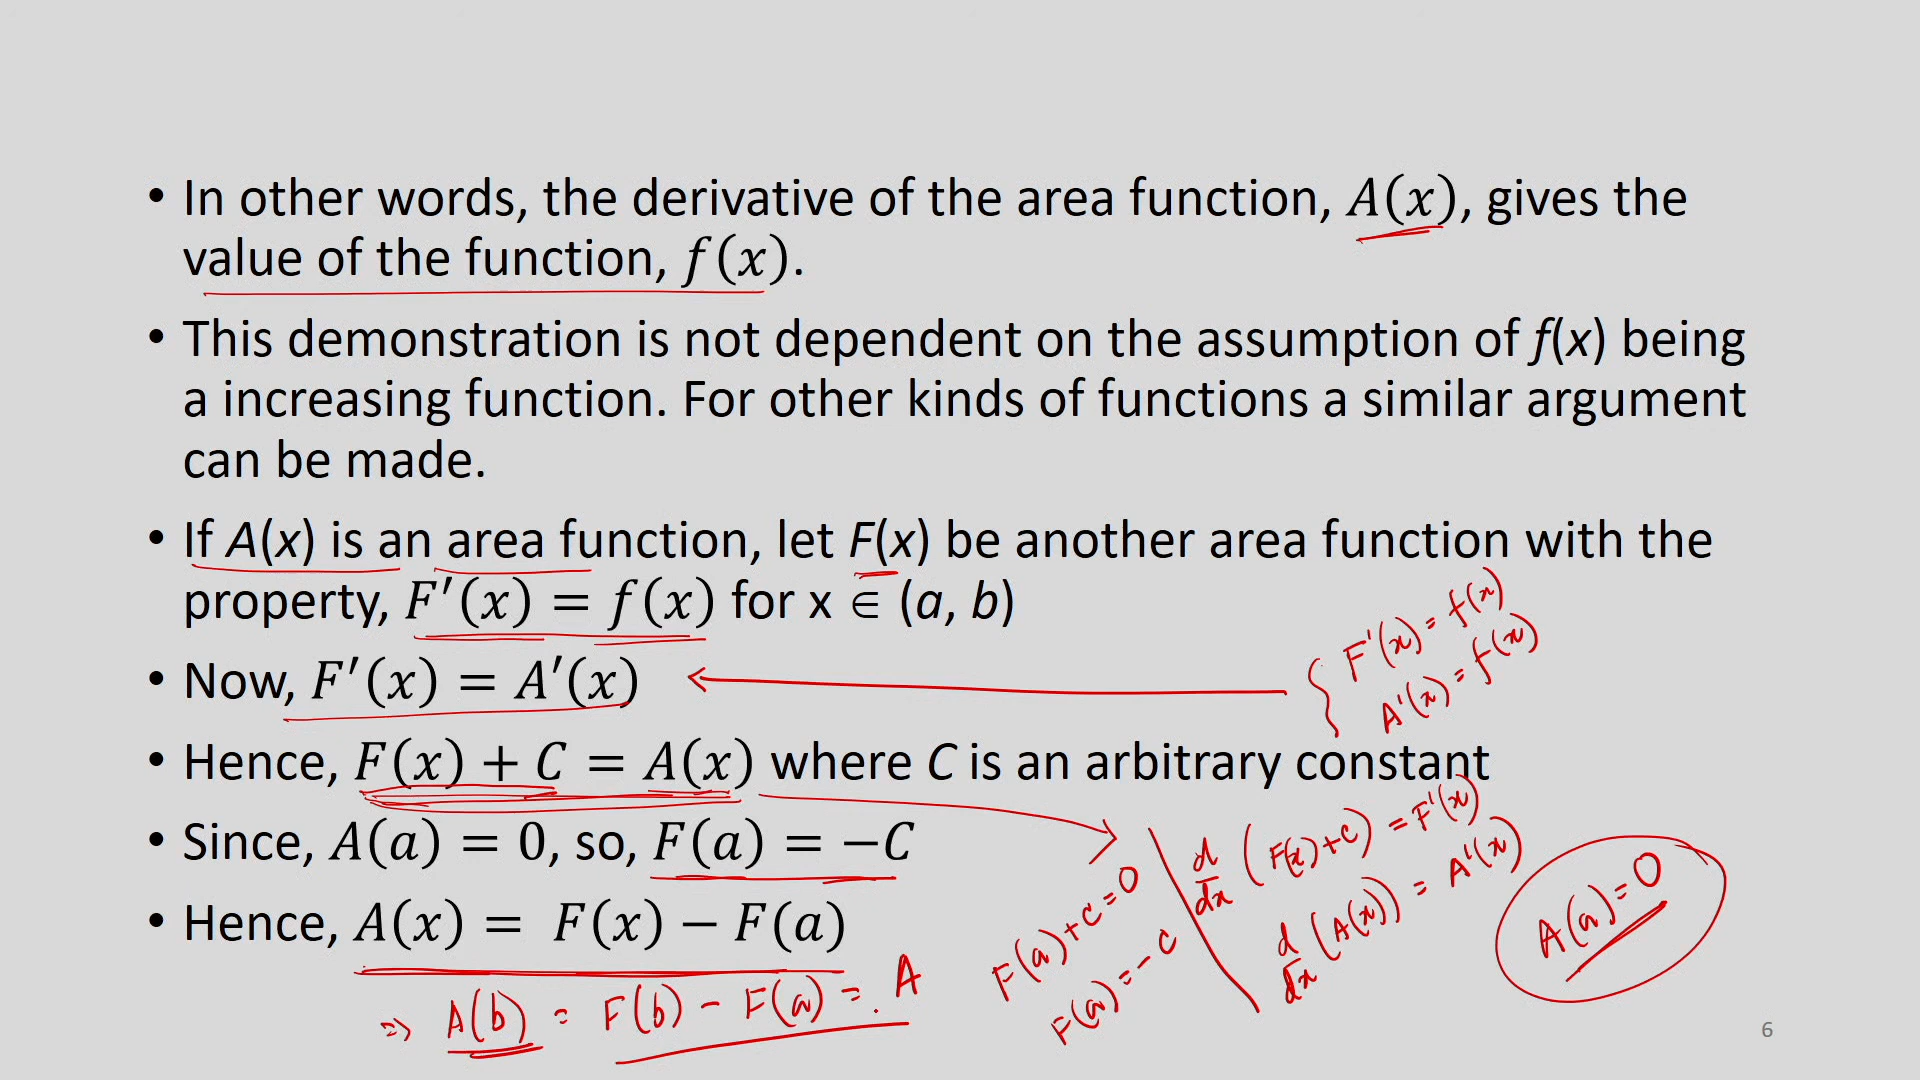 • In other words, the derivative of the area function, A(x), gives the
value of the function, f(x).
• This demonstration is not dependent on the assumption of f(x) being
a increasing function. For other kinds of functions a similar argument
can be made.
• If A(x) is an area function, let F(x) be another area function with the
property, F′(x) = f(x) for x ∈ (a, b)
F'(x) = f(x)
A'(x) = f(x)
• Now, F′(x) = A′(x)
• Hence, F(x) + C = A(x) where C is an arbitrary constant
• Since, A(a) = 0, so, F(a) = −C
• Hence, A(x) = F(x) − F(a)
⇒ A(b) = F(b) − F(a) = A
F(a) + C = 0
F(a) = − C
d/dx (F(x) + C) = F'(x)
d/dx (A(x)) = A'(x)
A(a) = 0
6